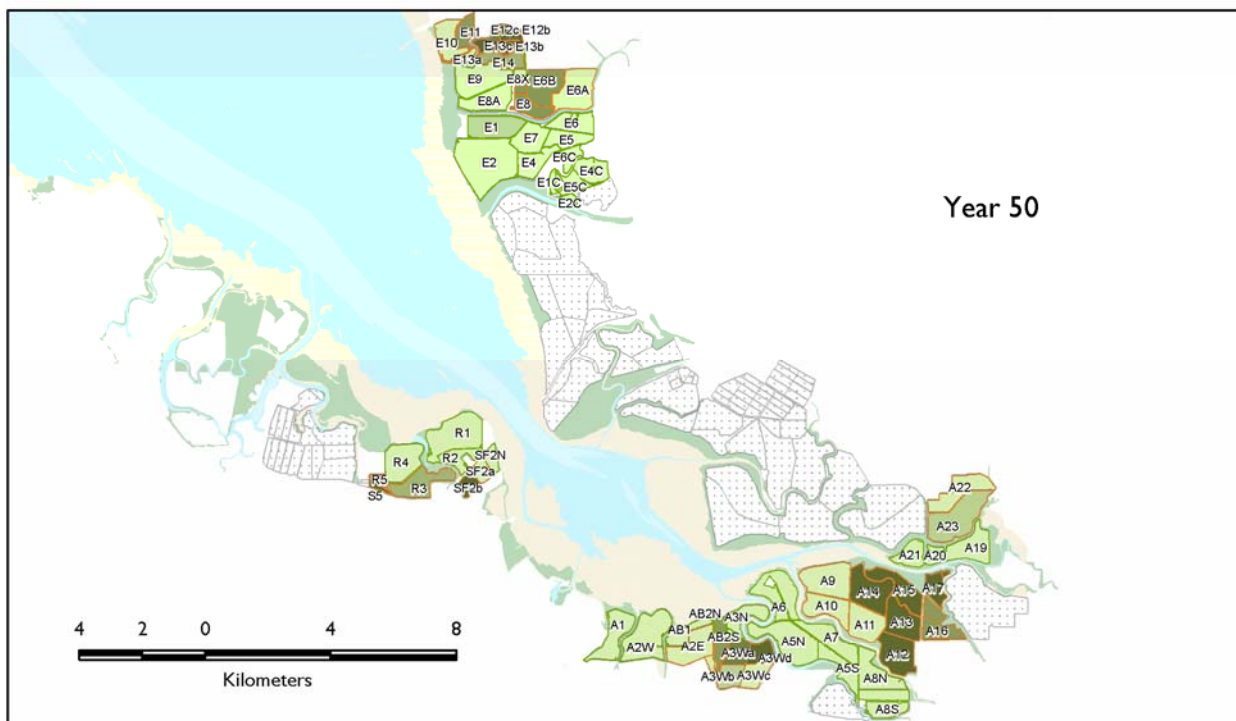 E11 E12c E12b
E10 E13c E13b
E13a E14
E9 E8X E6B
E6A
E8A E8
E1 E6
E7 E5
E2 E4 E6C
E4C
E1C E5C
E2C
Year 50
R1
R4 R2 SF2N
SF2a
R5 R3 SF2b
S5
A22
A23
A21 A20 A19
A9 A14 A15 A17
A10
A6
A1 AB2N A3N A11 A13 A16
AB1 AB2S A5N A7
A2W A2E A3Wa A3Wd A12
A3Wb A3Wc A5S A8N
A8S
4 2 0 4 8
Kilometers